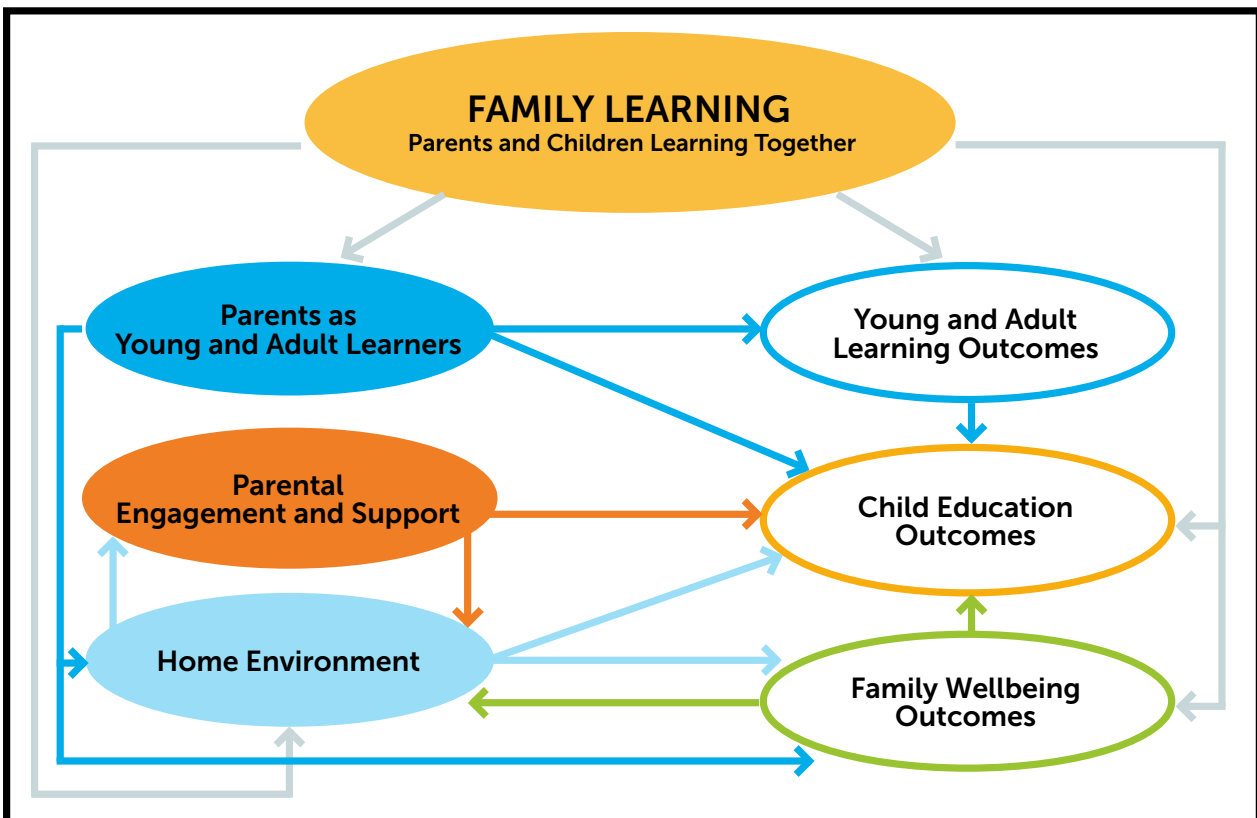 FAMILY LEARNING
Parents and Children Learning Together
Parents as
Young and Adult Learners
Young and Adult
Learning Outcomes
Parental
Engagement and Support
Child Education
Outcomes
Home Environment
Family Wellbeing
Outcomes